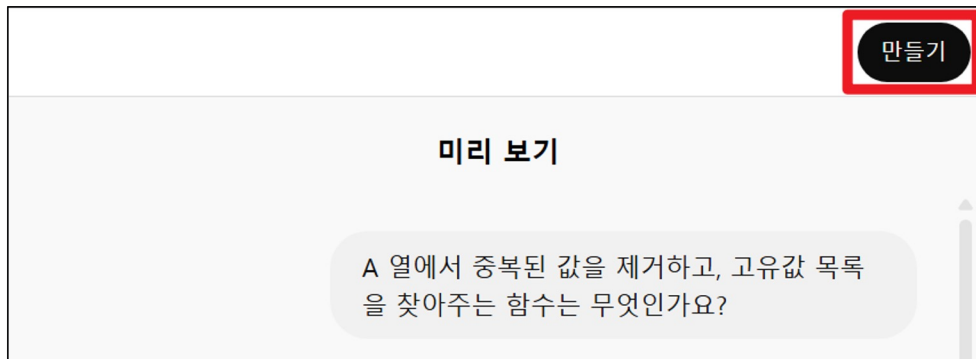 만들기
미리 보기
A 열에서 중복된 값을 제거하고, 고유값 목록
을 찾아주는 함수는 무엇인가요?